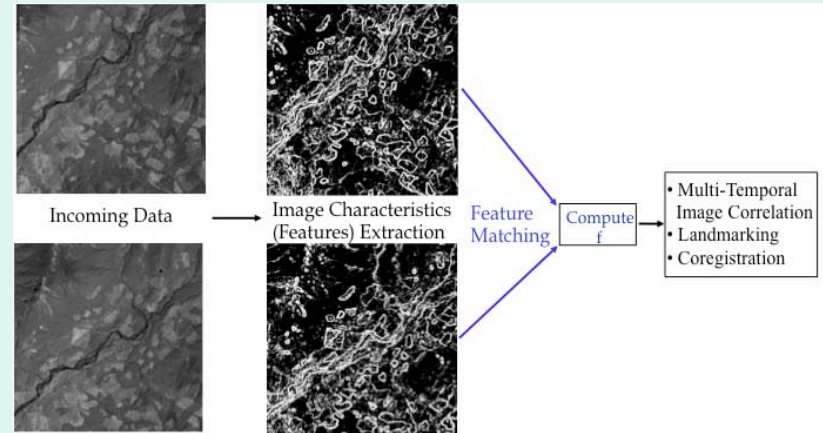 Incoming Data
Image Characteristics
(Features) Extraction
Feature
Matching
Compute
f
• Multi-Temporal
Image Correlation
• Landmarking
• Coregistration